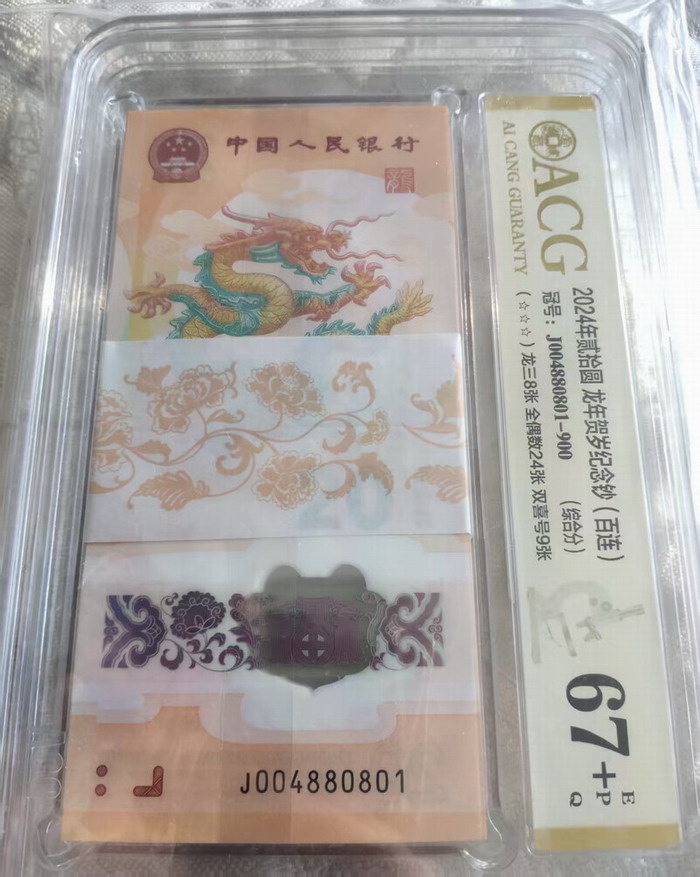 中国人民银行
J004880801
ACG
AI CANG GUARANTY
2024年贰拾圆 龙年贺岁纪念钞（百连）
冠号：J004880801-900 （综合分）
（☆☆☆）龙三8张 全偶数24张 双喜号9张
67+
E
P
Q